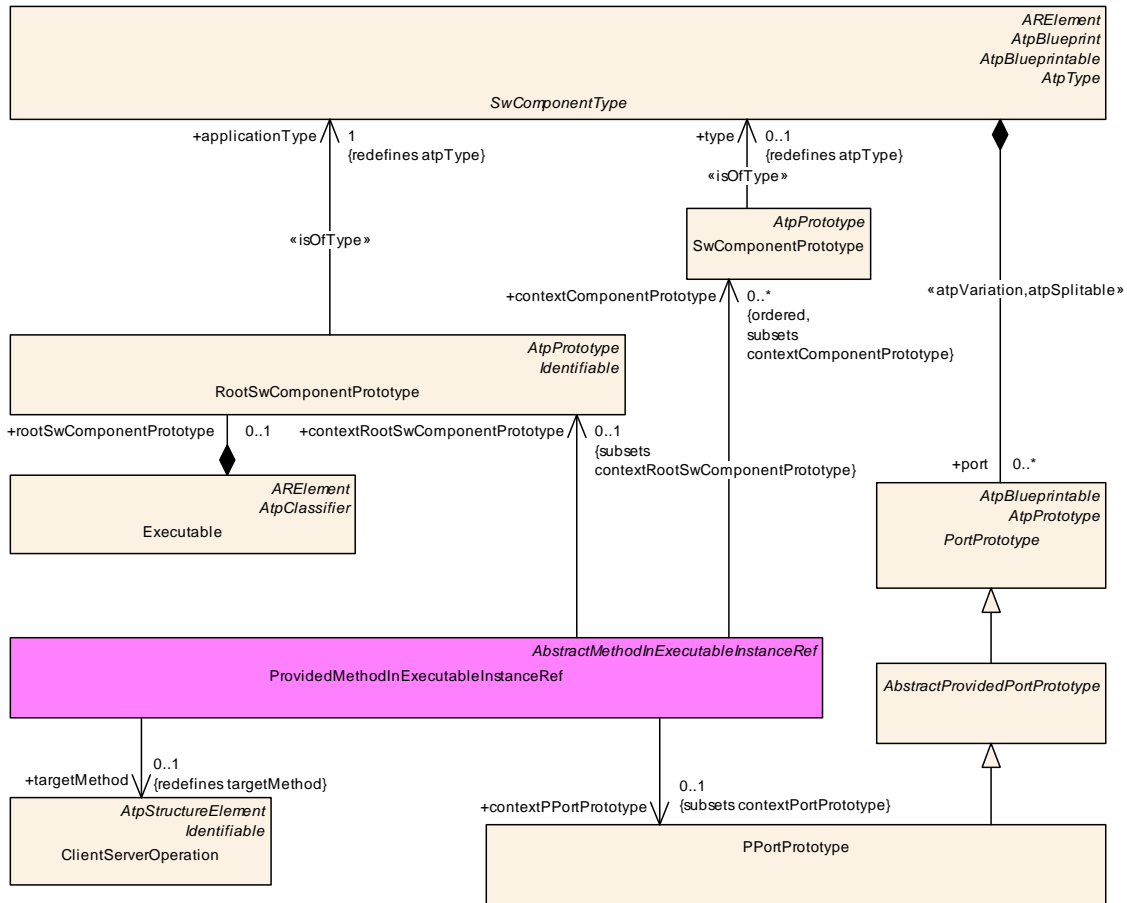 ARElement
AtpBlueprint
AtpBlueprintable
AtpType
SwComponentType
+applicationType 1
{redefines atpType}
+type 0..1
{redefines atpType}
«isOfType»
AtpPrototype
SwComponentPrototype
«isOfType»
+contextComponentPrototype 0..*
{ordered,
subsets
contextComponentPrototype}
«atpVariation,atpSplitable»
AtpPrototype
Identifiable
RootSwComponentPrototype
+rootSwComponentPrototype 0..1
+contextRootSwComponentPrototype 0..1
{subsets
contextRootSwComponentPrototype}
+port 0..*
ARElement
AtpClassifier
Executable
AtpBlueprintable
AtpPrototype
PortPrototype
AbstractMethodInExecutableInstanceRef
ProvidedMethodInExecutableInstanceRef
AbstractProvidedPortPrototype
+targetMethod 0..1
{redefines targetMethod}
+contextPPortPrototype 0..1
{subsets contextPortPrototype}
AtpStructureElement
Identifiable
ClientServerOperation
PPortPrototype